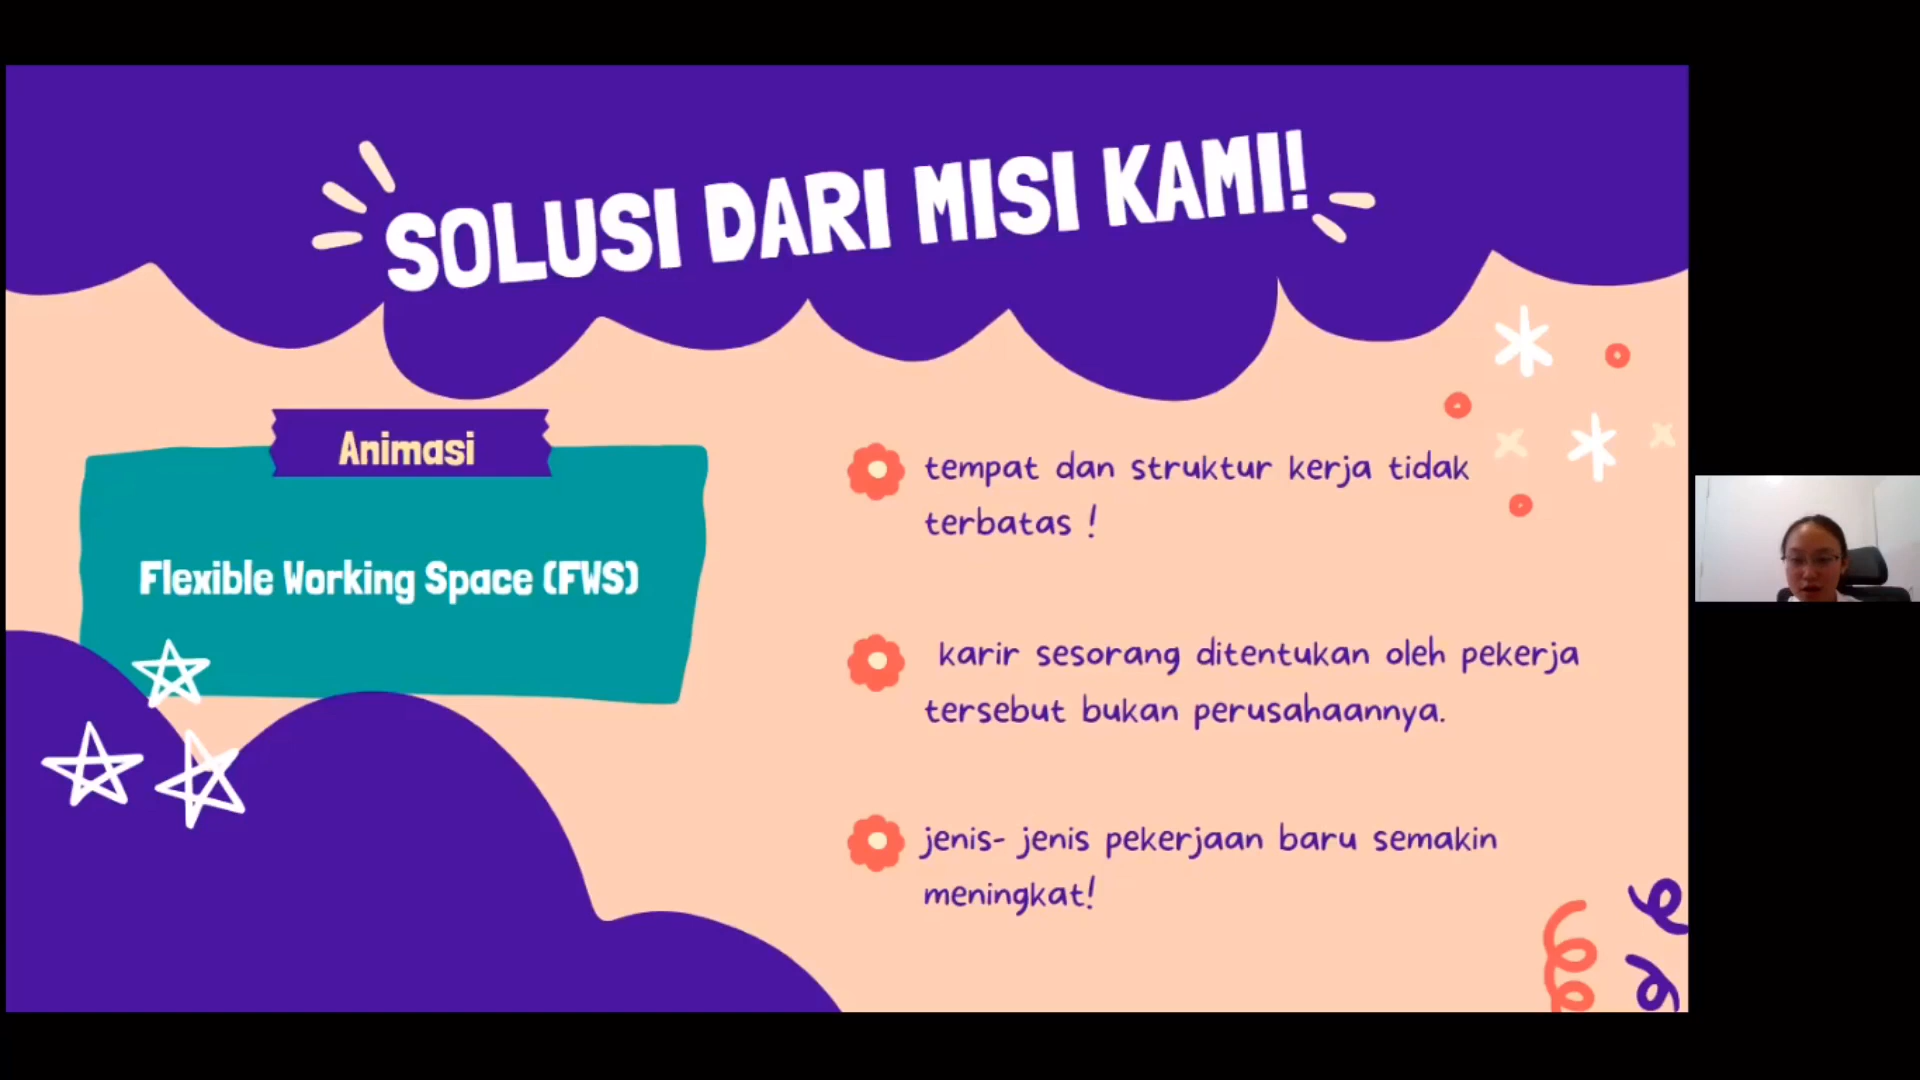 SOLUSI DARI MISI KAMI!
Animasi
Flexible Working Space (FWS)
tempat dan struktur kerja tidak
terbatas !
karir sesorang ditentukan oleh pekerja
tersebut bukan perusahaannya.
jenis- jenis pekerjaan baru semakin
meningkat!